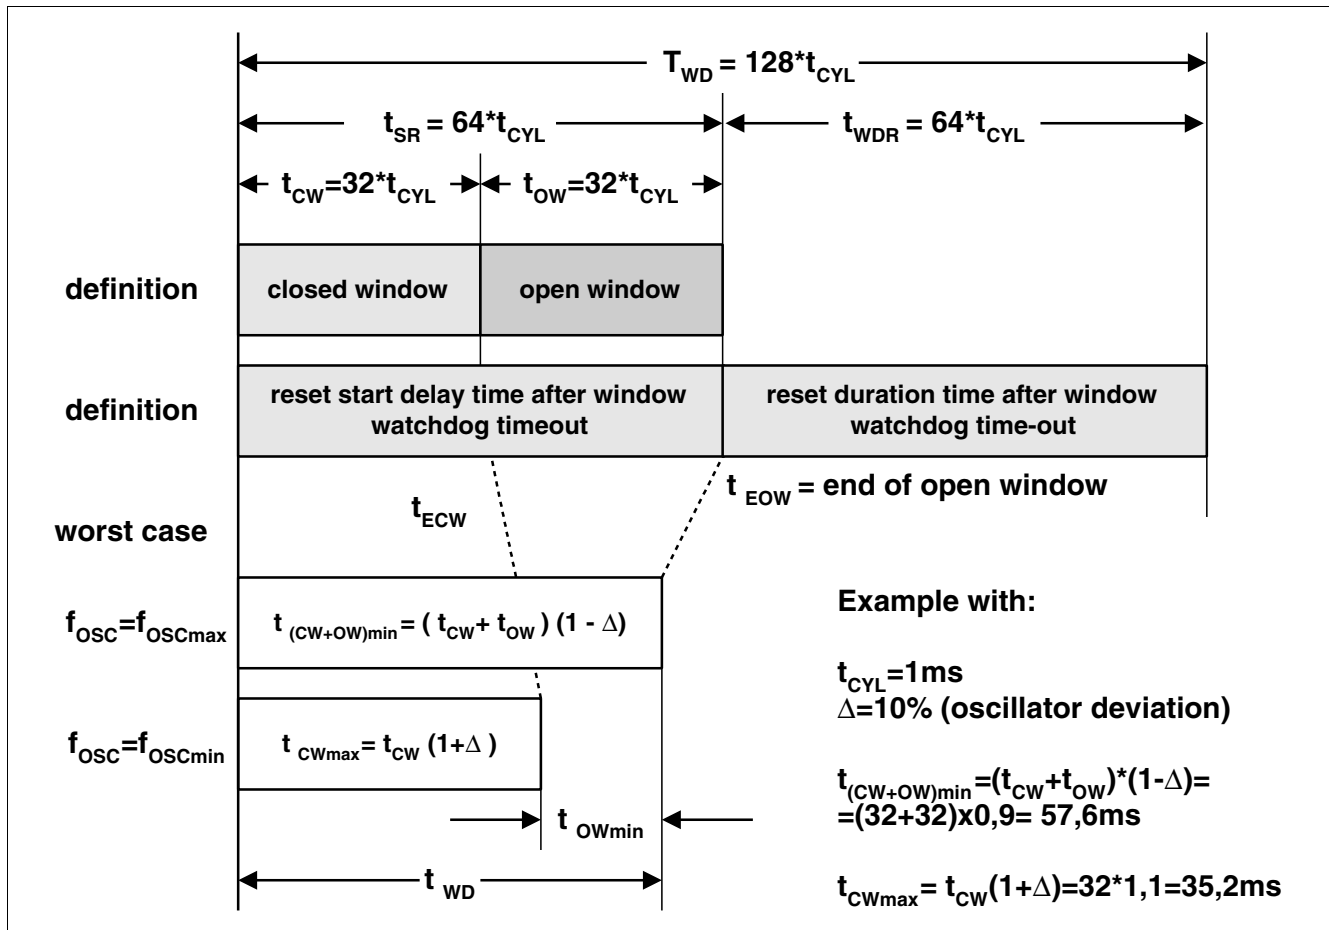 T_WD = 128*t_CYL
t_SR = 64*t_CYL
t_WDR = 64*t_CYL
t_CW=32*t_CYL
t_OW=32*t_CYL
definition
closed window
open window
definition
reset start delay time after window
watchdog timeout
reset duration time after window
watchdog time-out
t_ECW
t_EOW = end of open window
worst case
f_OSC=f_OSCmax
t_(CW+OW)min = ( t_CW + t_OW ) (1 - Δ)
f_OSC=f_OSCmin
t_CWmax = t_CW (1+Δ )
t_OWmin
t_WD
Example with:
t_CYL=1ms
Δ=10% (oscillator deviation)
t_(CW+OW)min=(t_CW+t_OW)*(1-Δ)=
=(32+32)x0,9= 57,6ms
t_CWmax= t_CW(1+Δ)=32*1,1=35,2ms